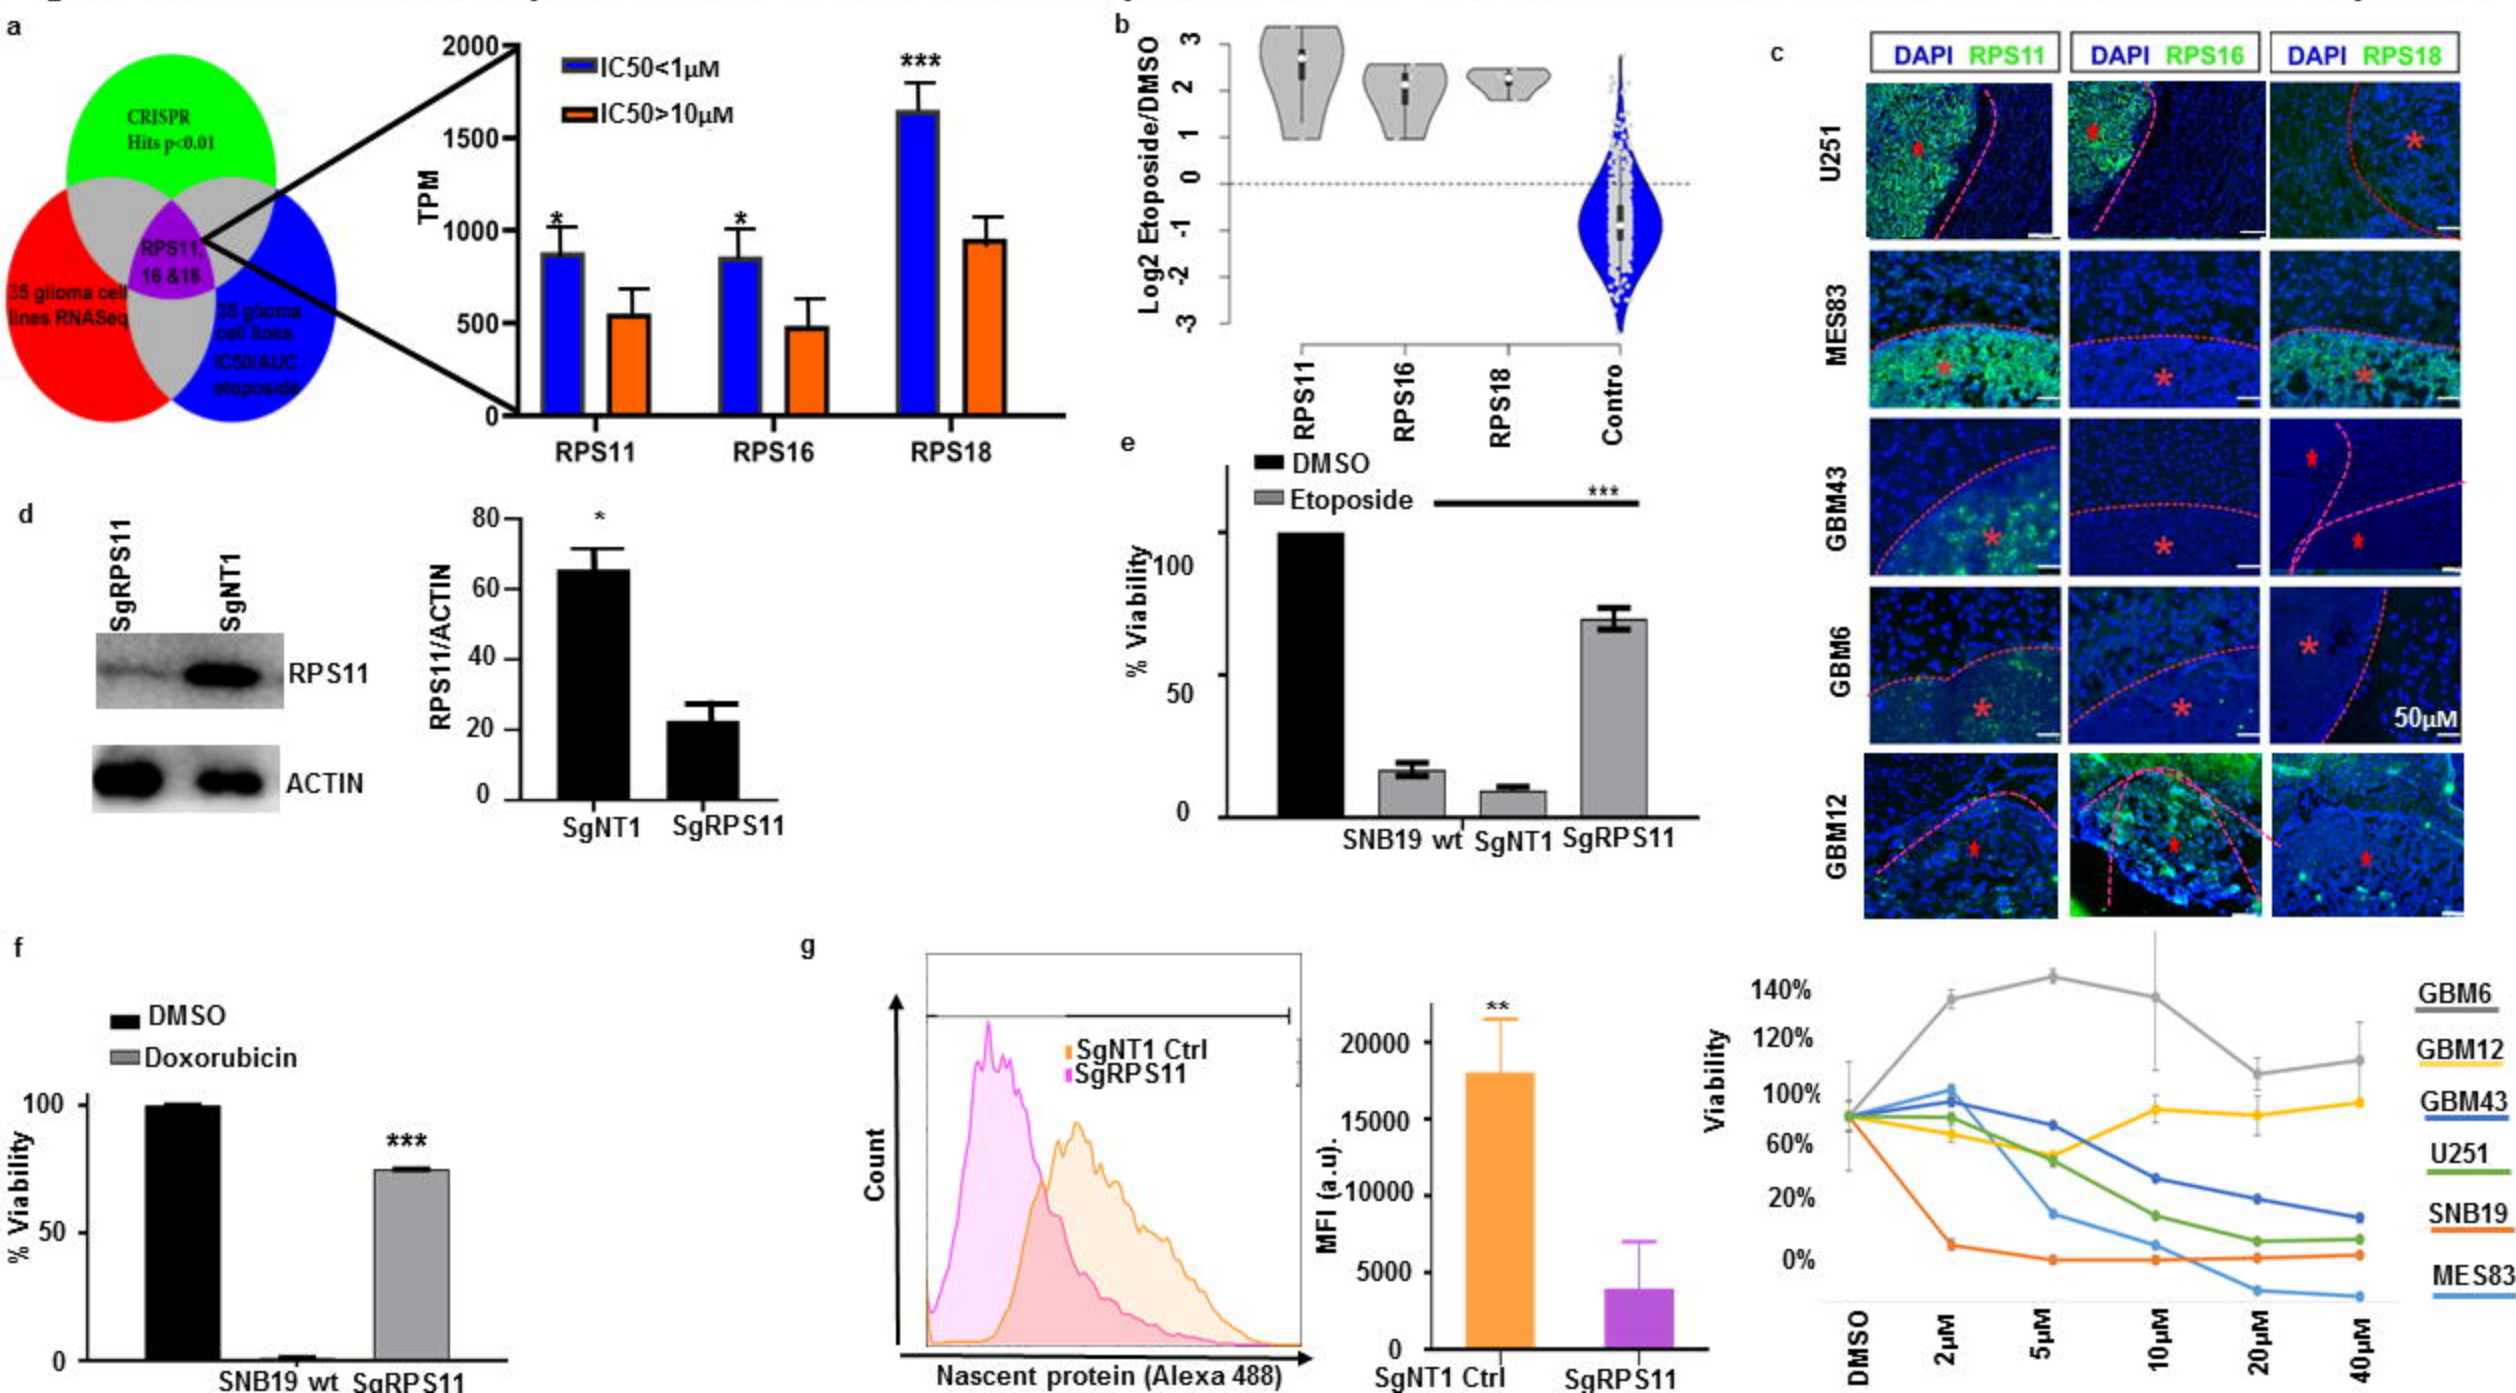 a
CRISPR
Hits p<0.01
RPS11,
16 &18
35 glioma cell
lines RNASeq
35 glioma
cell lines
IC50/AUC
etoposide
TPM
2000
1500
1000
500
0
IC50<1µM
IC50>10µM
*
*
***
RPS11
RPS16
RPS18
b
Log2 Etoposide/DMSO
3
2
1
0
-1
-2
-3
RPS11
RPS16
RPS18
Contro
c
DAPI RPS11
DAPI RPS16
DAPI RPS18
U251
MES83
GBM43
GBM6
GBM12
50µM
d
SgRPS11
SgNT1
RPS11
ACTIN
RPS11/ACTIN
80
60
40
20
0
*
SgNT1
SgRPS11
e
DMSO
Etoposide
***
% Viability
100
50
0
SNB19 wt
SgNT1
SgRPS11
f
DMSO
Doxorubicin
% Viability
100
50
0
***
SNB19 wt
SgRPS11
g
Count
SgNT1 Ctrl
SgRPS11
Nascent protein (Alexa 488)
MFI (a.u).
20000
15000
10000
5000
0
**
SgNT1 Ctrl
SgRPS11
Viability
140%
120%
100%
60%
20%
0%
DMSO
2µM
5µM
10µM
20µM
40µM
GBM6
GBM12
GBM43
U251
SNB19
MES83